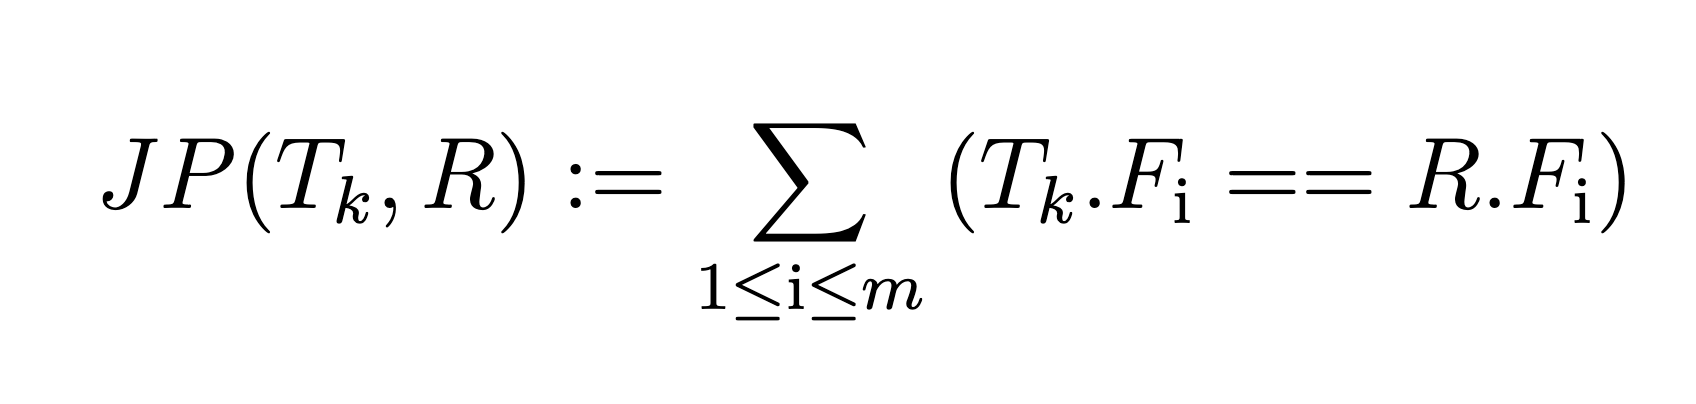 $JP(T_k, R) := \sum_{1 \leq \mathrm{i} \leq m} (T_k.F_{\mathrm{i}} == R.F_{\mathrm{i}})$